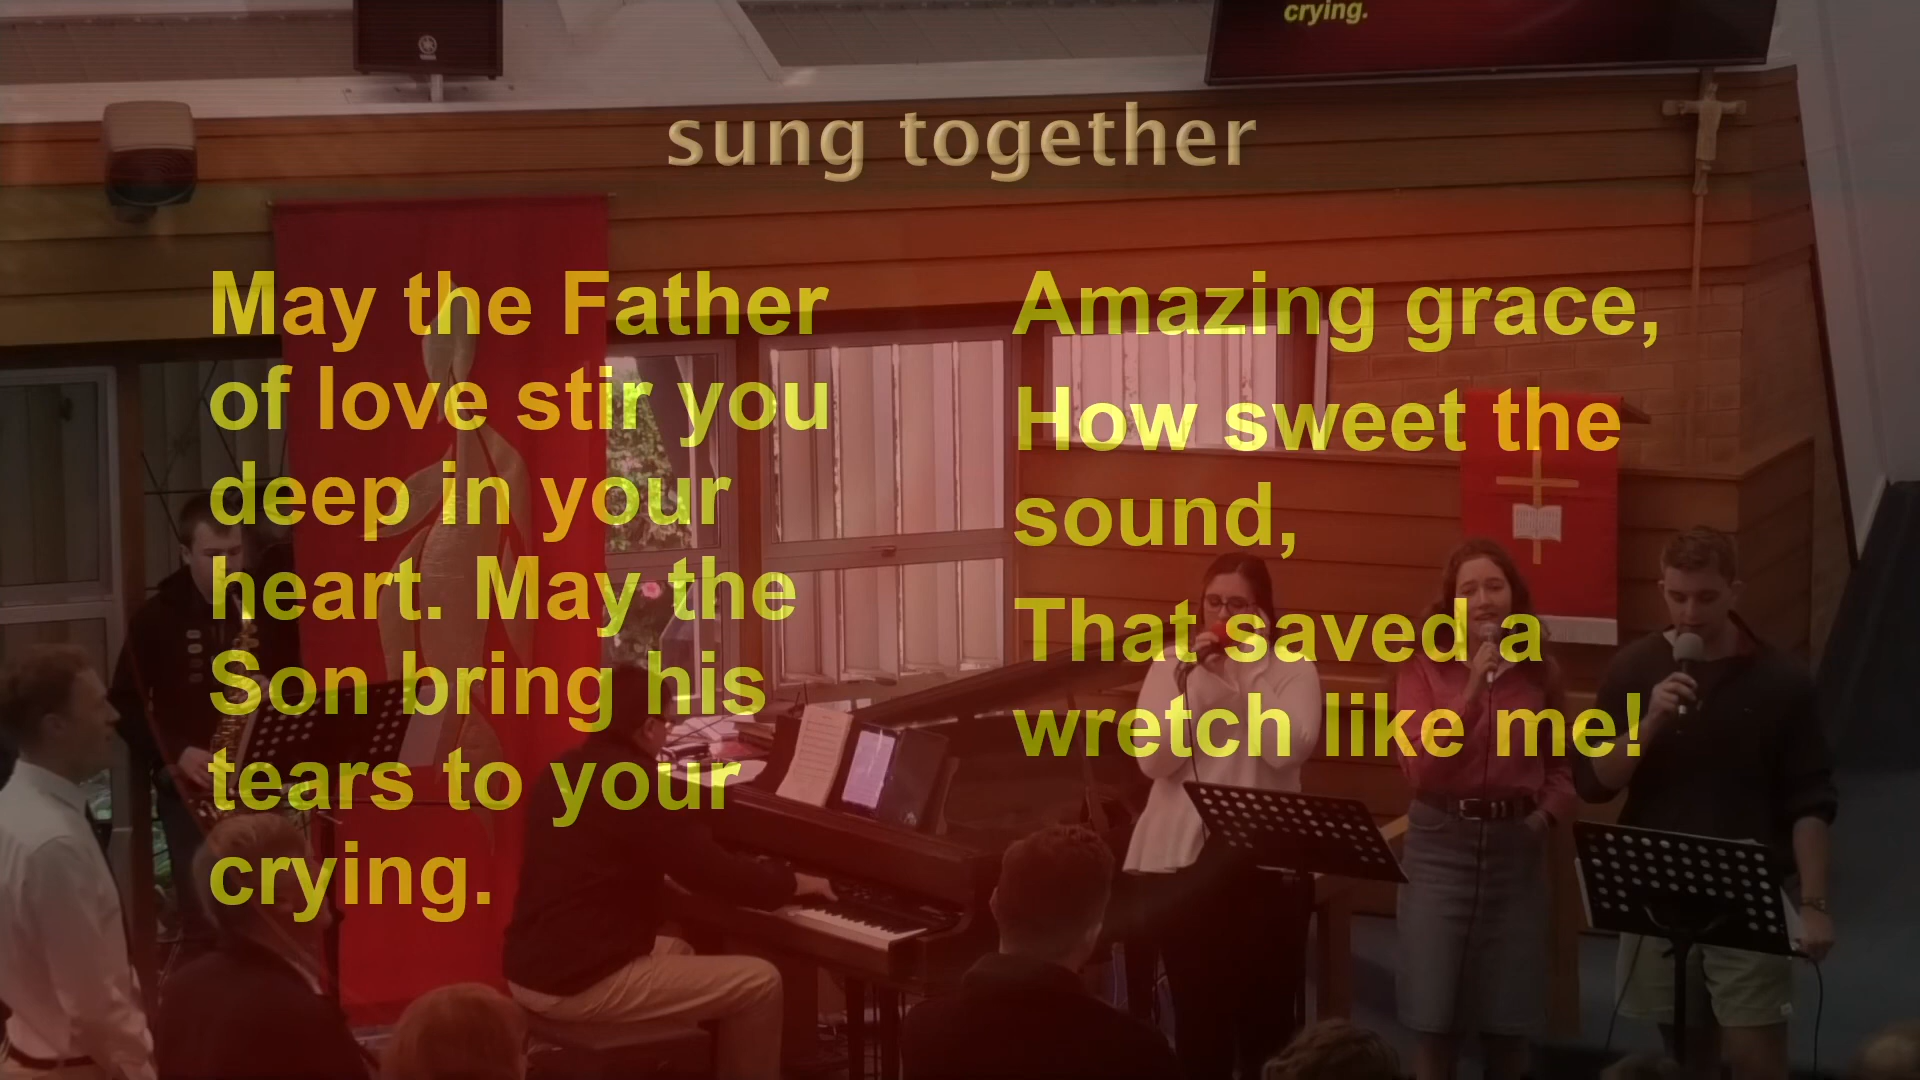 crying.
sung together
May the Father
of love stir you
deep in your
heart. May the
Son bring his
tears to your
crying.
Amazing grace,
How sweet the
sound,
That saved a
wretch like me!